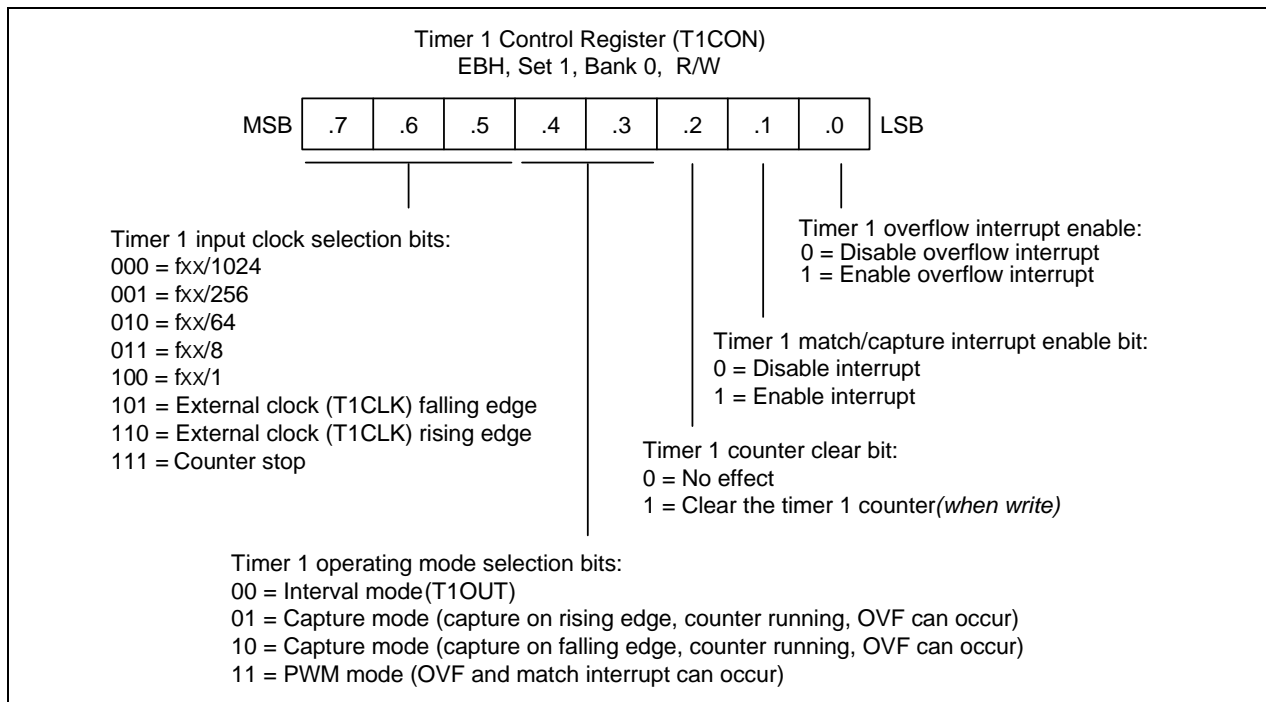 Timer 1 Control Register (T1CON)
EBH, Set 1, Bank 0, R/W
MSB .7 .6 .5 .4 .3 .2 .1 .0 LSB
Timer 1 overflow interrupt enable:
0 = Disable overflow interrupt
1 = Enable overflow interrupt
Timer 1 input clock selection bits:
000 = fxx/1024
001 = fxx/256
010 = fxx/64
011 = fxx/8
100 = fxx/1
101 = External clock (T1CLK) falling edge
110 = External clock (T1CLK) rising edge
111 = Counter stop
Timer 1 match/capture interrupt enable bit:
0 = Disable interrupt
1 = Enable interrupt
Timer 1 counter clear bit:
0 = No effect
1 = Clear the timer 1 counter(when write)
Timer 1 operating mode selection bits:
00 = Interval mode(T1OUT)
01 = Capture mode (capture on rising edge, counter running, OVF can occur)
10 = Capture mode (capture on falling edge, counter running, OVF can occur)
11 = PWM mode (OVF and match interrupt can occur)